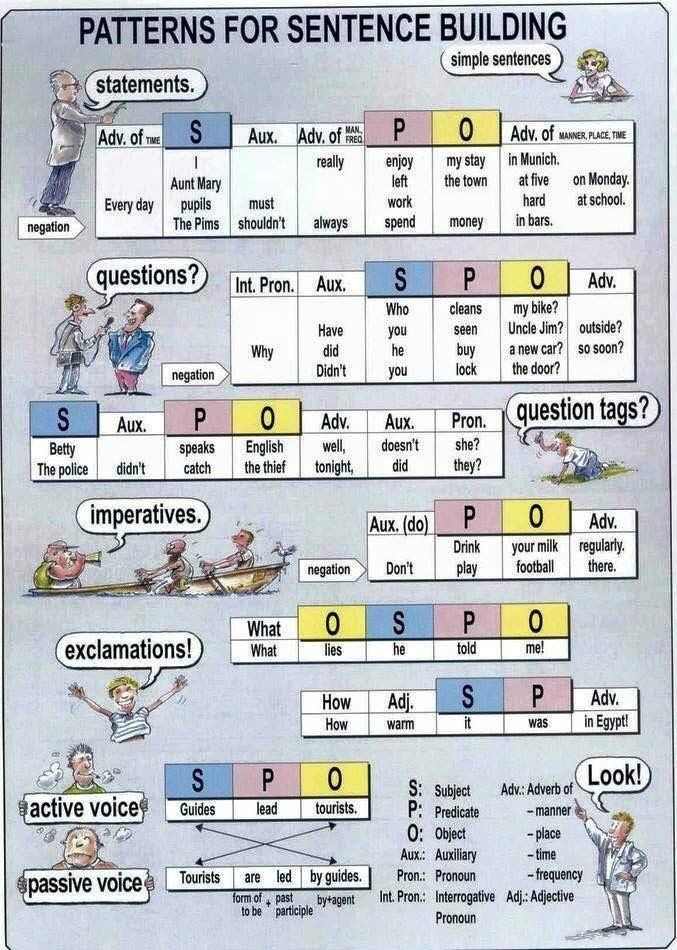 PATTERNS FOR SENTENCE BUILDING
simple sentences
statements.
Adv. of TIME S Aux. Adv. of MAN., FREQ. P O Adv. of MANNER, PLACE, TIME
I really enjoy my stay in Munich.
Aunt Mary left the town at five on Monday.
Every day pupils must work hard at school.
negation The Pims shouldn't always spend money in bars.
questions?
Int. Pron. Aux. S P O Adv.
Who cleans my bike?
Have you seen Uncle Jim? outside?
Why did he buy a new car? so soon?
negation Didn't you lock the door?
question tags?
S Aux. P O Adv. Aux. Pron.
Betty speaks English well, doesn't she?
The police didn't catch the thief tonight, did they?
imperatives.
Aux. (do) P O Adv.
Drink your milk regularly.
negation Don't play football there.
exclamations!
What O S P O
What lies he told me!
How Adj. S P Adv.
How warm it was in Egypt!
active voice
S P O
Guides lead tourists.
passive voice
Tourists are led by guides.
form of to be + past participle by+agent
Look!
S: Subject Adv.: Adverb of
P: Predicate – manner
O: Object – place
Aux.: Auxiliary – time
Pron.: Pronoun – frequency
Int. Pron.: Interrogative Pronoun Adj.: Adjective